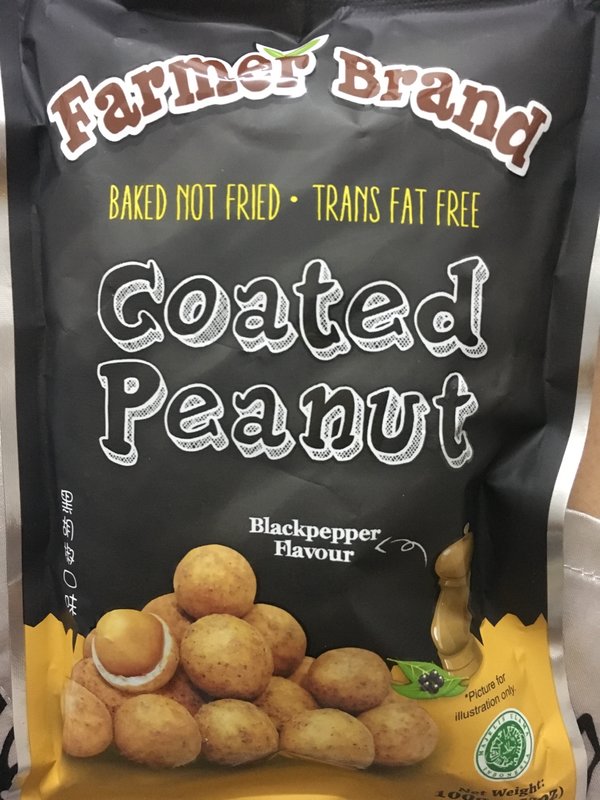 Farmer Brand
BAKED NOT FRIED • TRANS FAT FREE
Coated
Peanut
Blackpepper
Flavour
*Picture for
illustration only.
Net Weight: